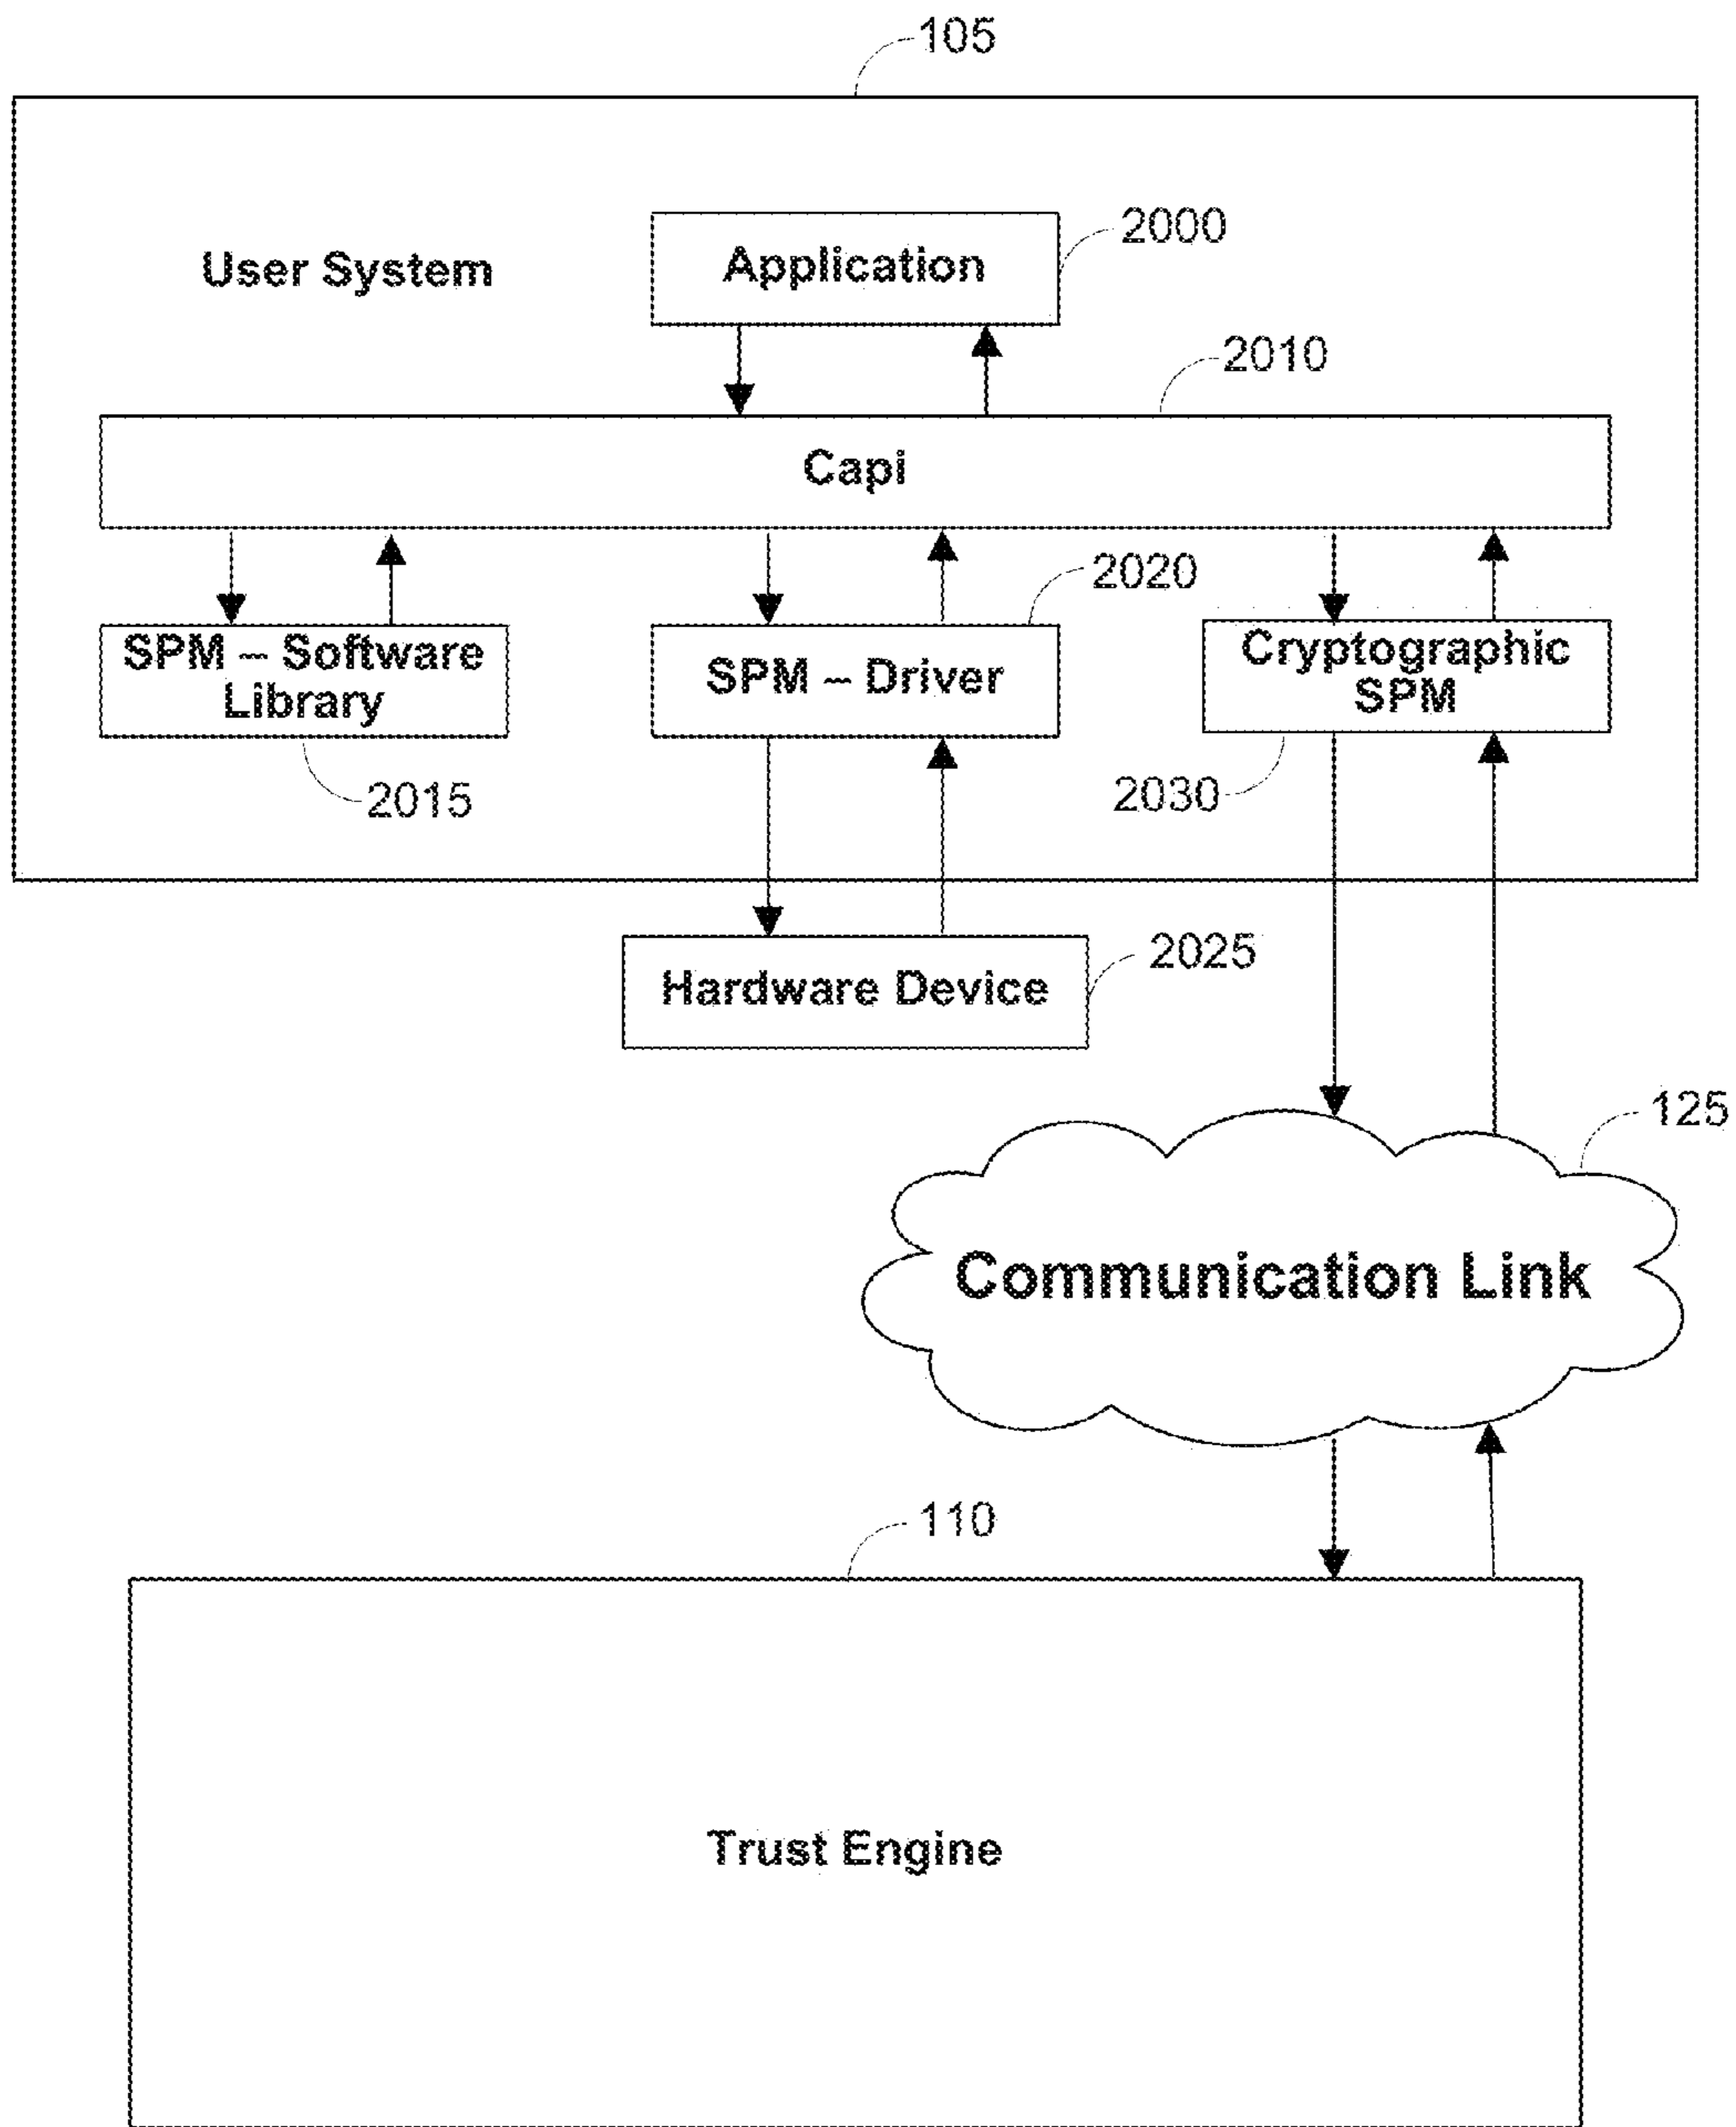 105
User System
Application
2000
2010
Capi
2020
SPM – Software
Library
SPM – Driver
Cryptographic
SPM
2015
2030
Hardware Device
2025
125
Communication Link
110
Trust Engine